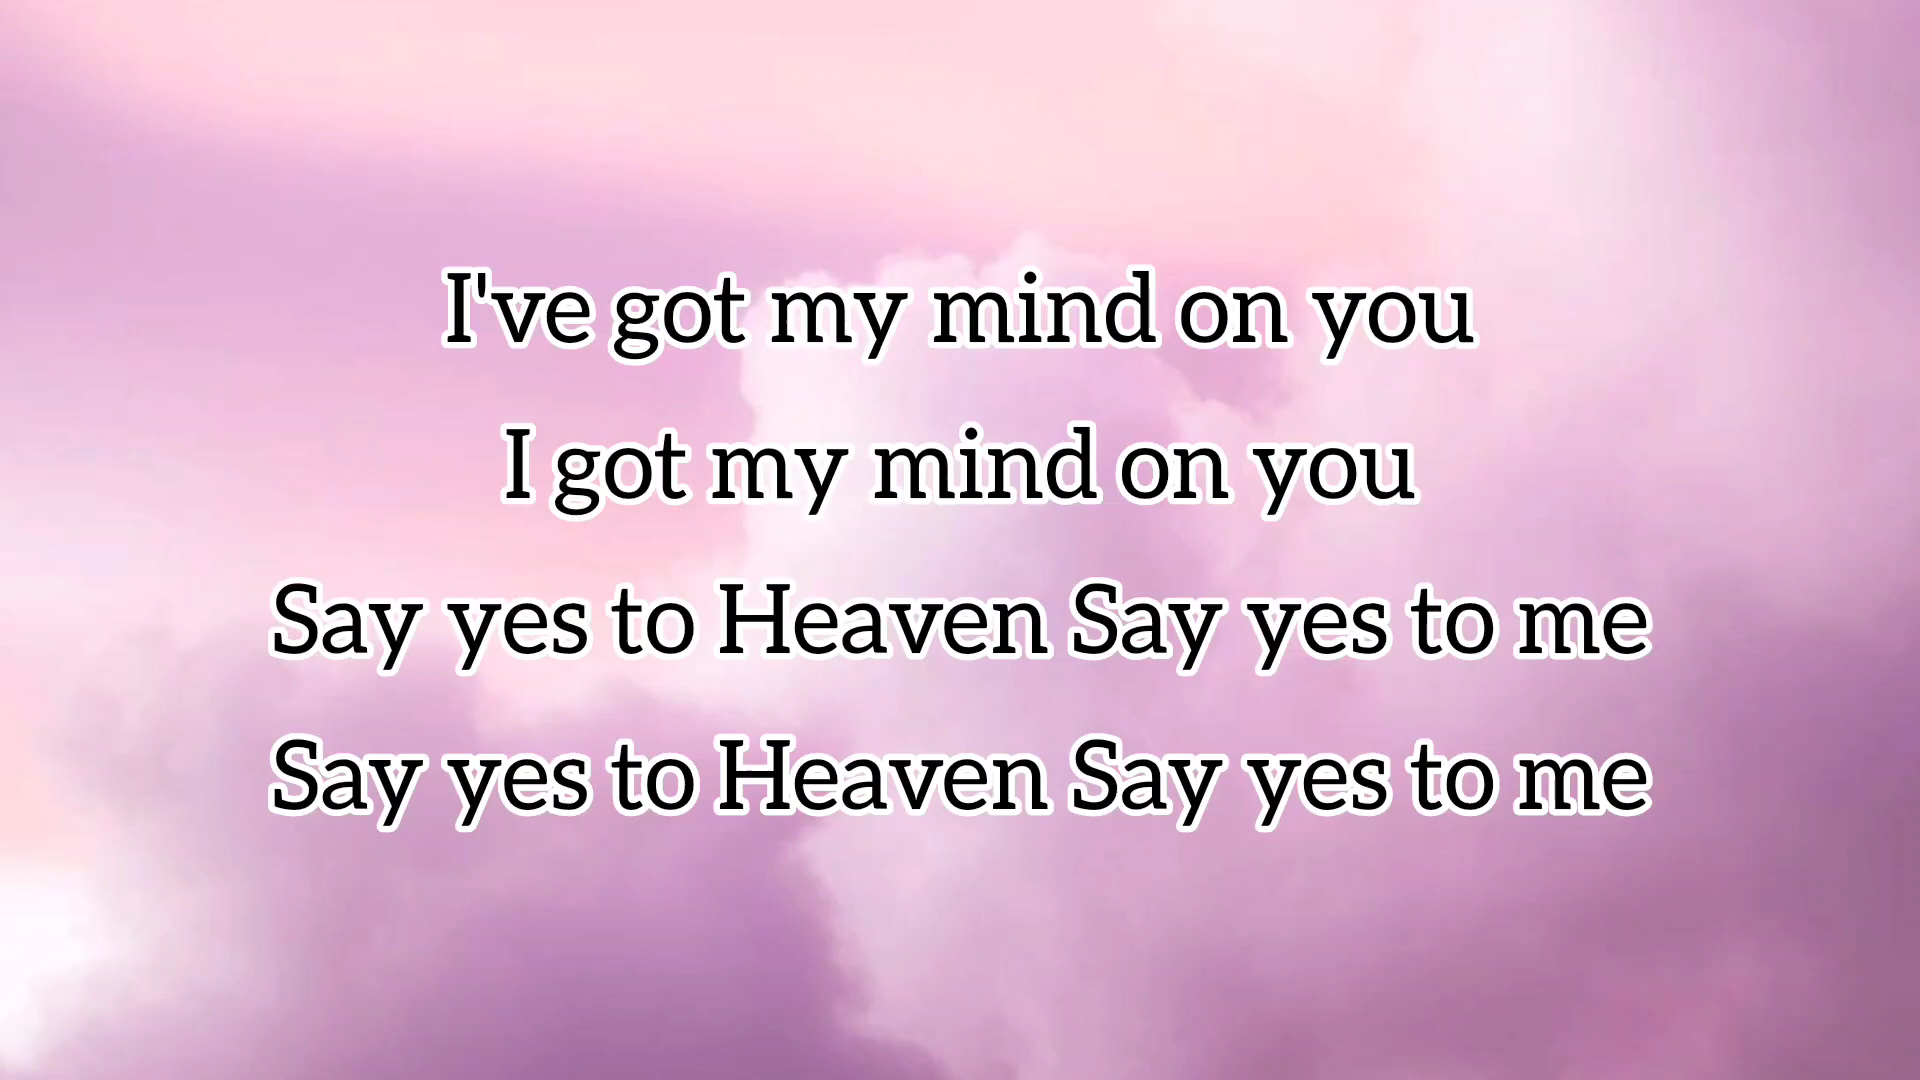 I've got my mind on you
I got my mind on you
Say yes to Heaven Say yes to me
Say yes to Heaven Say yes to me